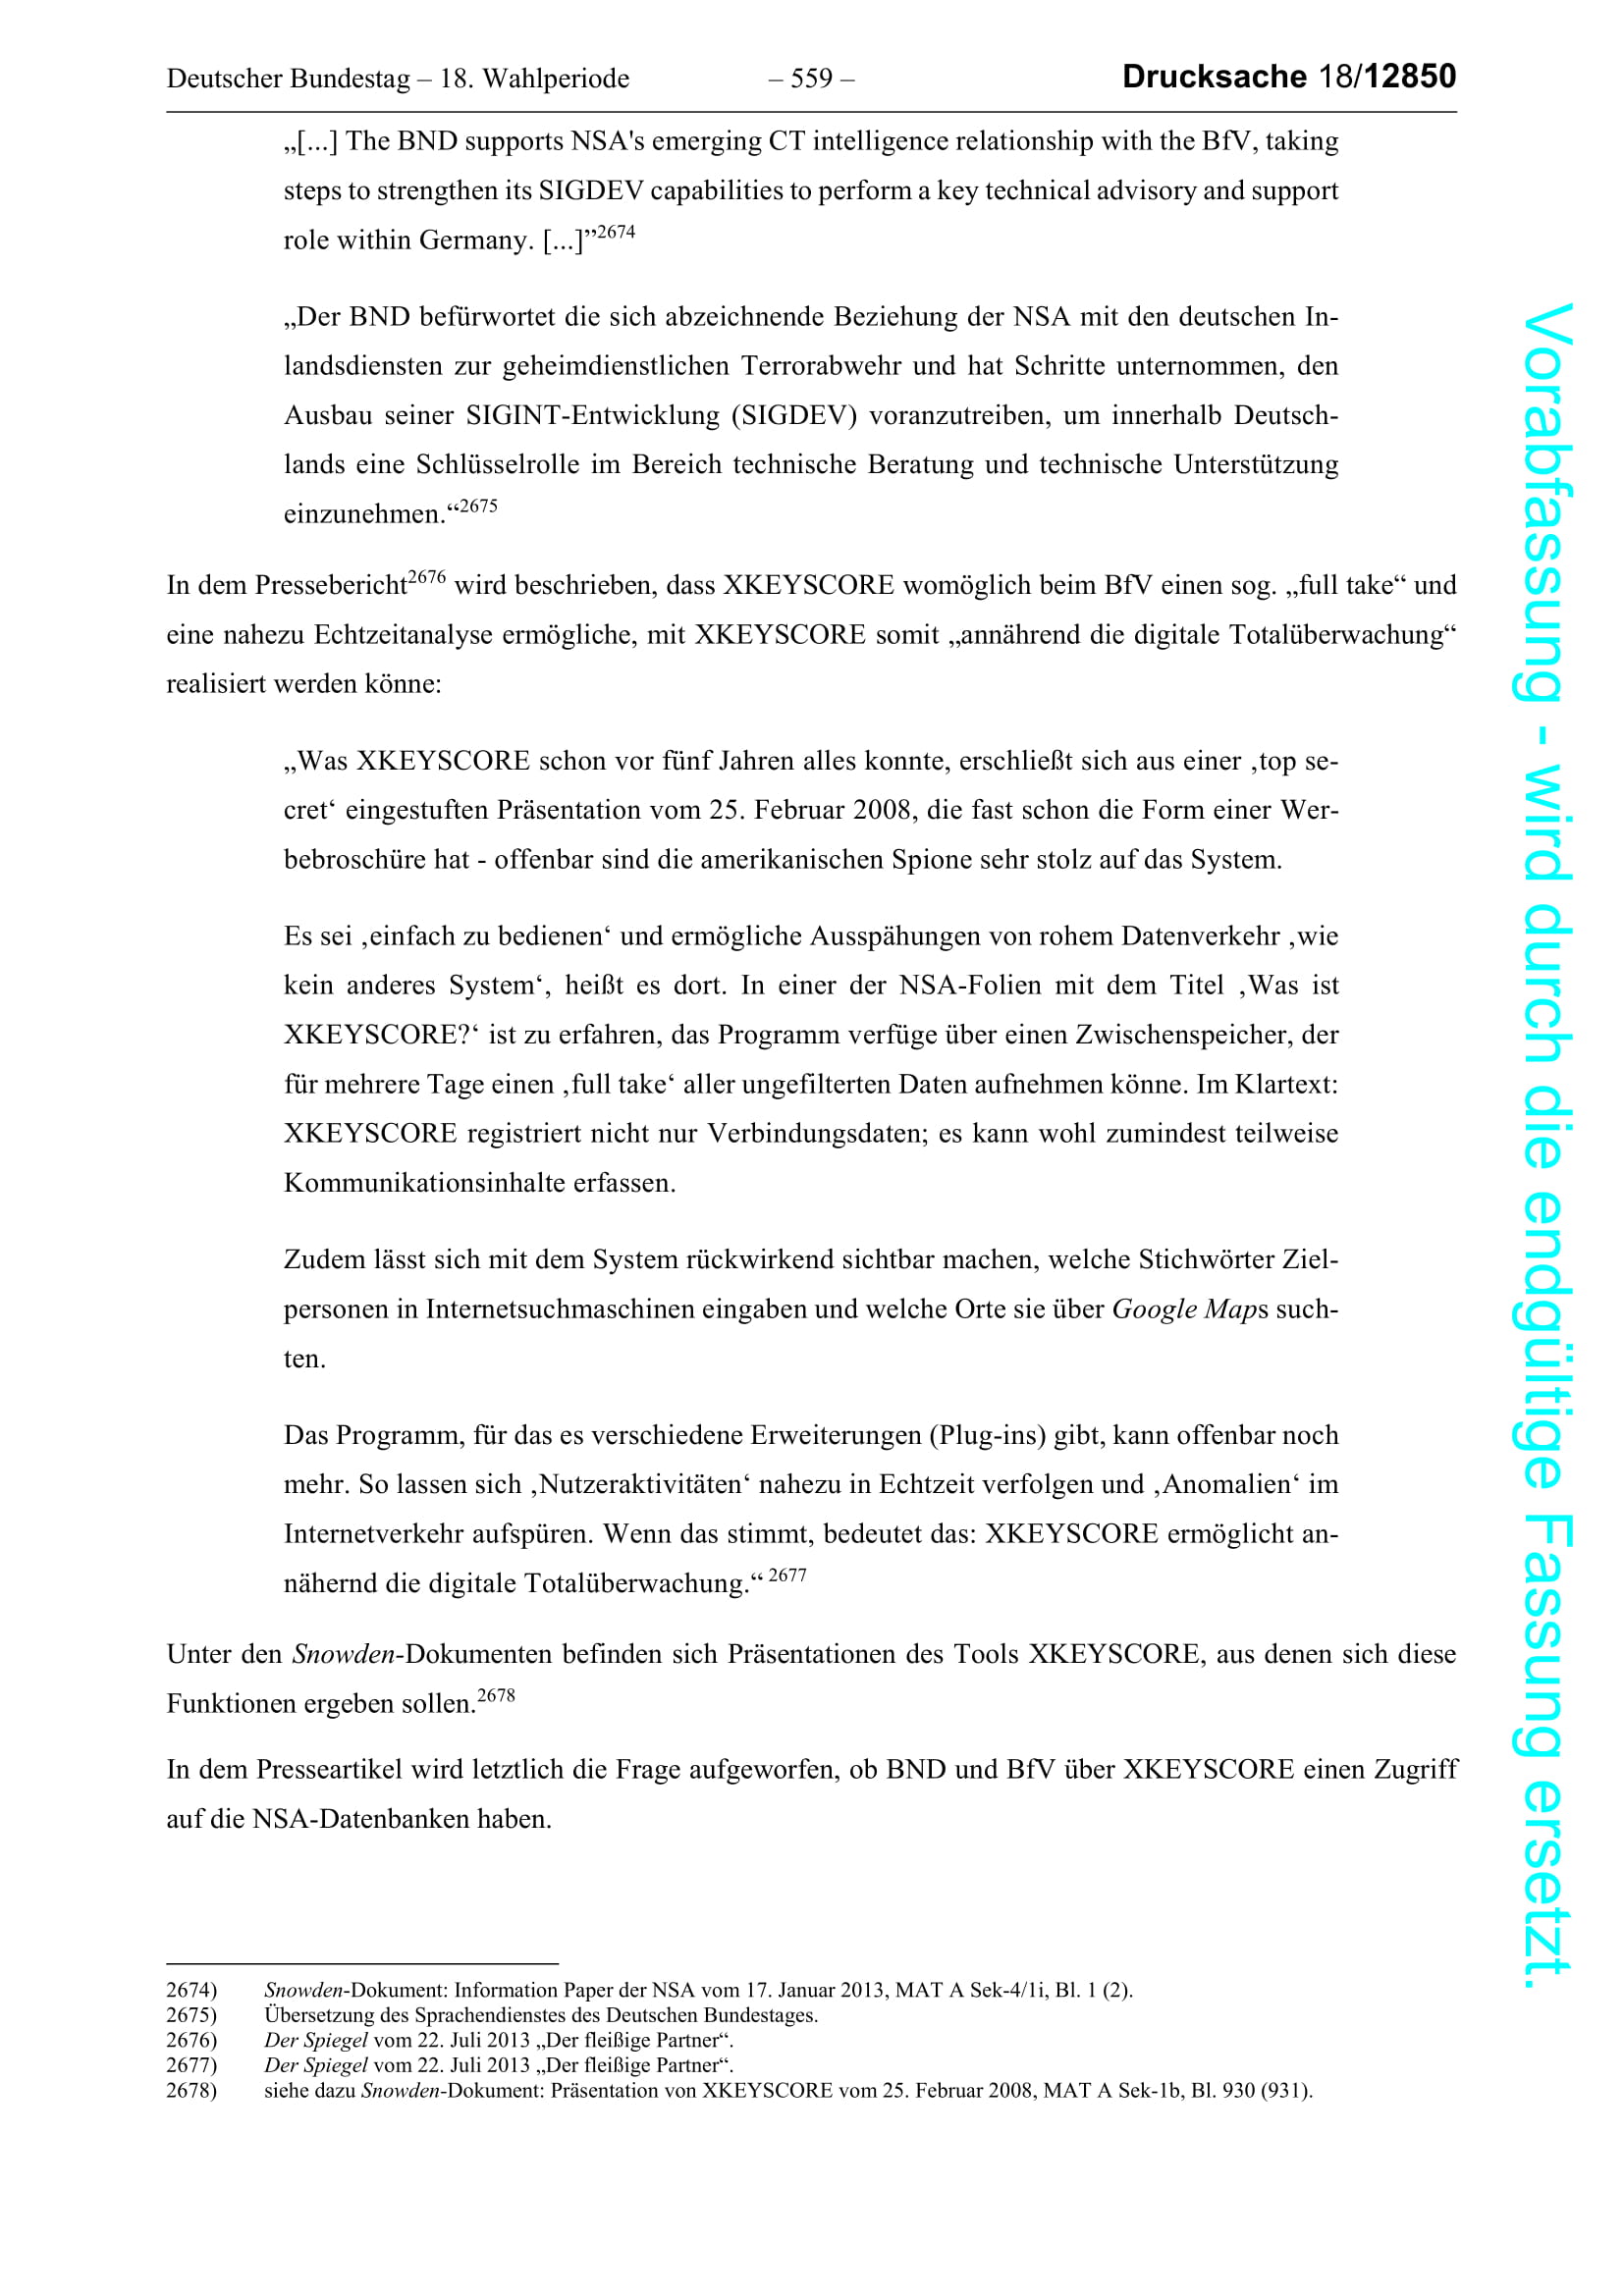 Deutscher Bundestag – 18. Wahlperiode – 559 – Drucksache 18/12850
„[...] The BND supports NSA's emerging CT intelligence relationship with the BfV, taking
steps to strengthen its SIGDEV capabilities to perform a key technical advisory and support
role within Germany. [...]”2674
„Der BND befürwortet die sich abzeichnende Beziehung der NSA mit den deutschen In-
landsdiensten zur geheimdienstlichen Terrorabwehr und hat Schritte unternommen, den
Ausbau seiner SIGINT-Entwicklung (SIGDEV) voranzutreiben, um innerhalb Deutsch-
lands eine Schlüsselrolle im Bereich technische Beratung und technische Unterstützung
einzunehmen.“2675
In dem Pressebericht2676 wird beschrieben, dass XKEYSCORE womöglich beim BfV einen sog. „full take“ und
eine nahezu Echtzeitanalyse ermögliche, mit XKEYSCORE somit „annährend die digitale Totalüberwachung“
realisiert werden könne:
„Was XKEYSCORE schon vor fünf Jahren alles konnte, erschließt sich aus einer ‚top se-
cret‘ eingestuften Präsentation vom 25. Februar 2008, die fast schon die Form einer Wer-
bebroschüre hat - offenbar sind die amerikanischen Spione sehr stolz auf das System.
Es sei ‚einfach zu bedienen‘ und ermögliche Ausspähungen von rohem Datenverkehr ‚wie
kein anderes System‘, heißt es dort. In einer der NSA-Folien mit dem Titel ‚Was ist
XKEYSCORE?‘ ist zu erfahren, das Programm verfüge über einen Zwischenspeicher, der
für mehrere Tage einen ‚full take‘ aller ungefilterten Daten aufnehmen könne. Im Klartext:
XKEYSCORE registriert nicht nur Verbindungsdaten; es kann wohl zumindest teilweise
Kommunikationsinhalte erfassen.
Zudem lässt sich mit dem System rückwirkend sichtbar machen, welche Stichwörter Ziel-
personen in Internetsuchmaschinen eingaben und welche Orte sie über Google Maps such-
ten.
Das Programm, für das es verschiedene Erweiterungen (Plug-ins) gibt, kann offenbar noch
mehr. So lassen sich ‚Nutzeraktivitäten‘ nahezu in Echtzeit verfolgen und ‚Anomalien‘ im
Internetverkehr aufspüren. Wenn das stimmt, bedeutet das: XKEYSCORE ermöglicht an-
nähernd die digitale Totalüberwachung.“ 2677
Unter den Snowden-Dokumenten befinden sich Präsentationen des Tools XKEYSCORE, aus denen sich diese
Funktionen ergeben sollen.2678
In dem Presseartikel wird letztlich die Frage aufgeworfen, ob BND und BfV über XKEYSCORE einen Zugriff
auf die NSA-Datenbanken haben.
2674) Snowden-Dokument: Information Paper der NSA vom 17. Januar 2013, MAT A Sek-4/1i, Bl. 1 (2).
2675) Übersetzung des Sprachendienstes des Deutschen Bundestages.
2676) Der Spiegel vom 22. Juli 2013 „Der fleißige Partner“.
2677) Der Spiegel vom 22. Juli 2013 „Der fleißige Partner“.
2678) siehe dazu Snowden-Dokument: Präsentation von XKEYSCORE vom 25. Februar 2008, MAT A Sek-1b, Bl. 930 (931).
Vorabfassung - wird durch die endgültige Fassung ersetzt.